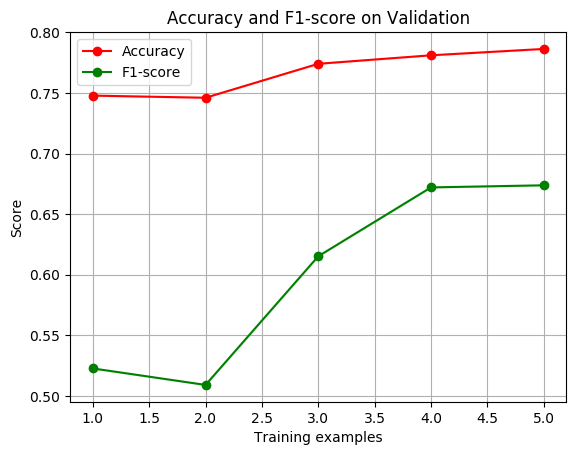 Accuracy and F1-score on Validation
Accuracy
F1-score
0.80
0.75
0.70
0.65
0.60
0.55
0.50
Score
1.0 1.5 2.0 2.5 3.0 3.5 4.0 4.5 5.0
Training examples